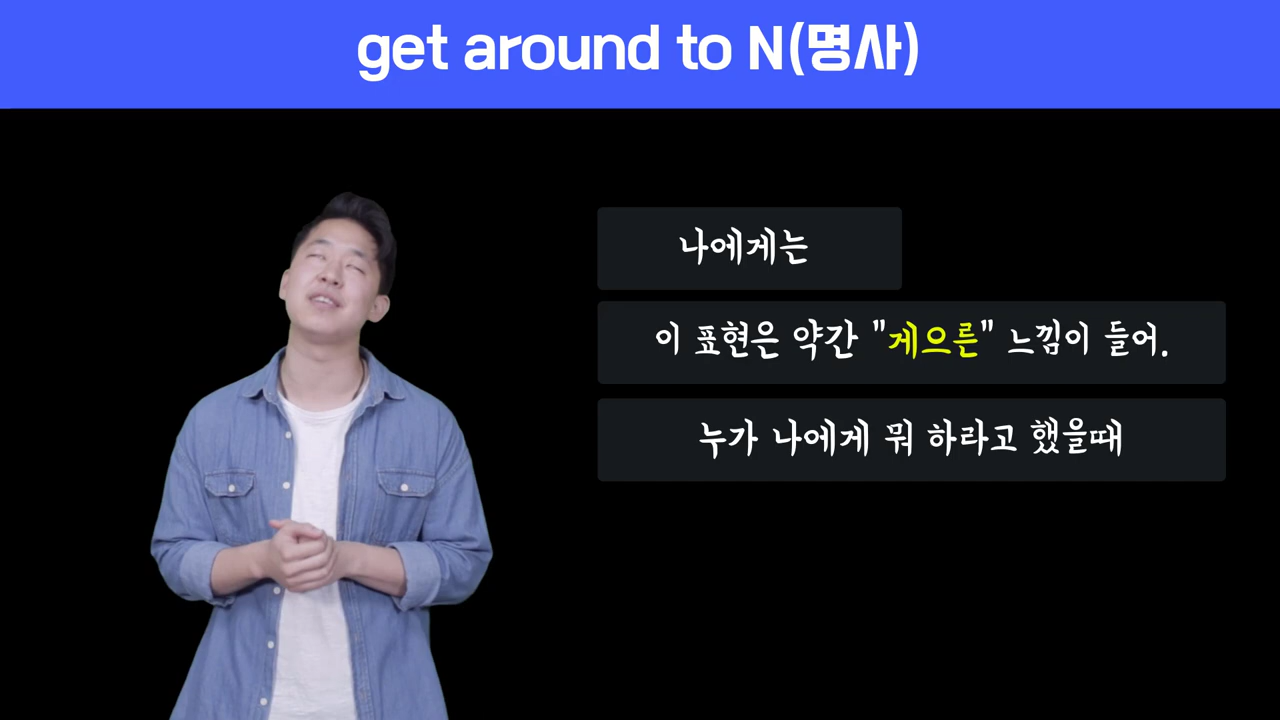 get around to N(명사)
나에게는
이 표현은 약간 "게으른" 느낌이 들어.
누가 나에게 뭐 하라고 했을때